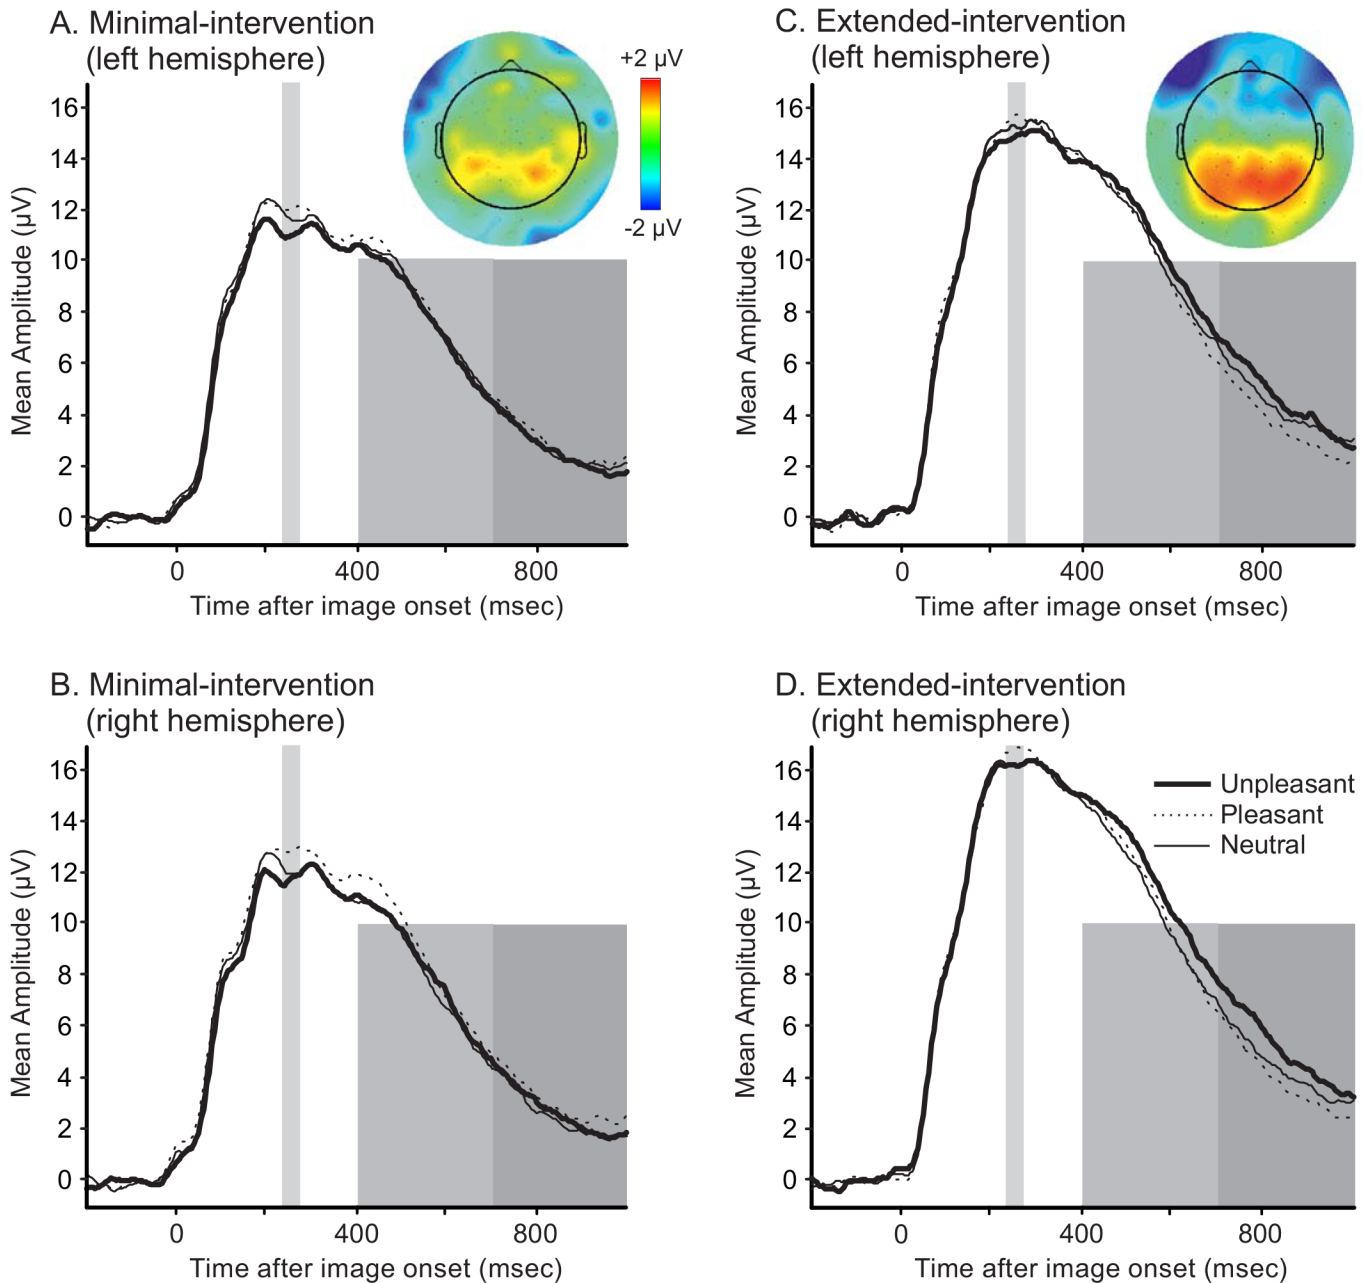 A. Minimal-intervention
(left hemisphere)
+2 µV
-2 µV
16
14
12
10
8
6
4
2
0
Mean Amplitude (µV)
0 400 800
Time after image onset (msec)
C. Extended-intervention
(left hemisphere)
16
14
12
10
8
6
4
2
0
Mean Amplitude (µV)
0 400 800
Time after image onset (msec)
B. Minimal-intervention
(right hemisphere)
16
14
12
10
8
6
4
2
0
Mean Amplitude (µV)
0 400 800
Time after image onset (msec)
D. Extended-intervention
(right hemisphere)
Unpleasant
Pleasant
Neutral
16
14
12
10
8
6
4
2
0
Mean Amplitude (µV)
0 400 800
Time after image onset (msec)